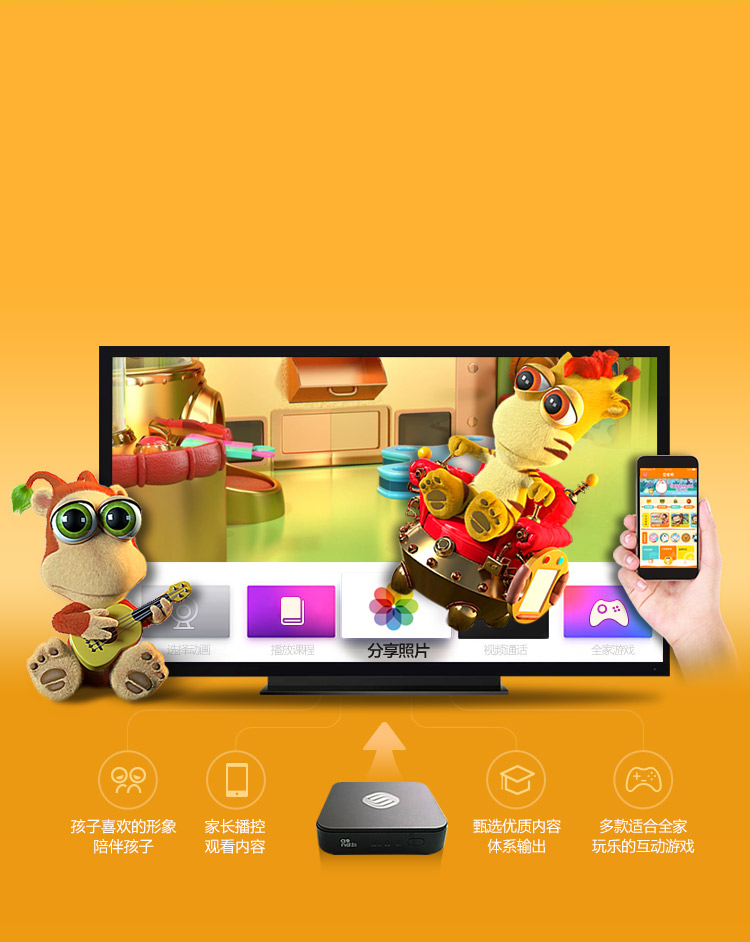 选择动画
播放课程
分享照片
视频通话
全家游戏
孩子喜欢的形象
陪伴孩子
家长播控
观看内容
甄选优质内容
体系输出
多款适合全家
玩乐的互动游戏